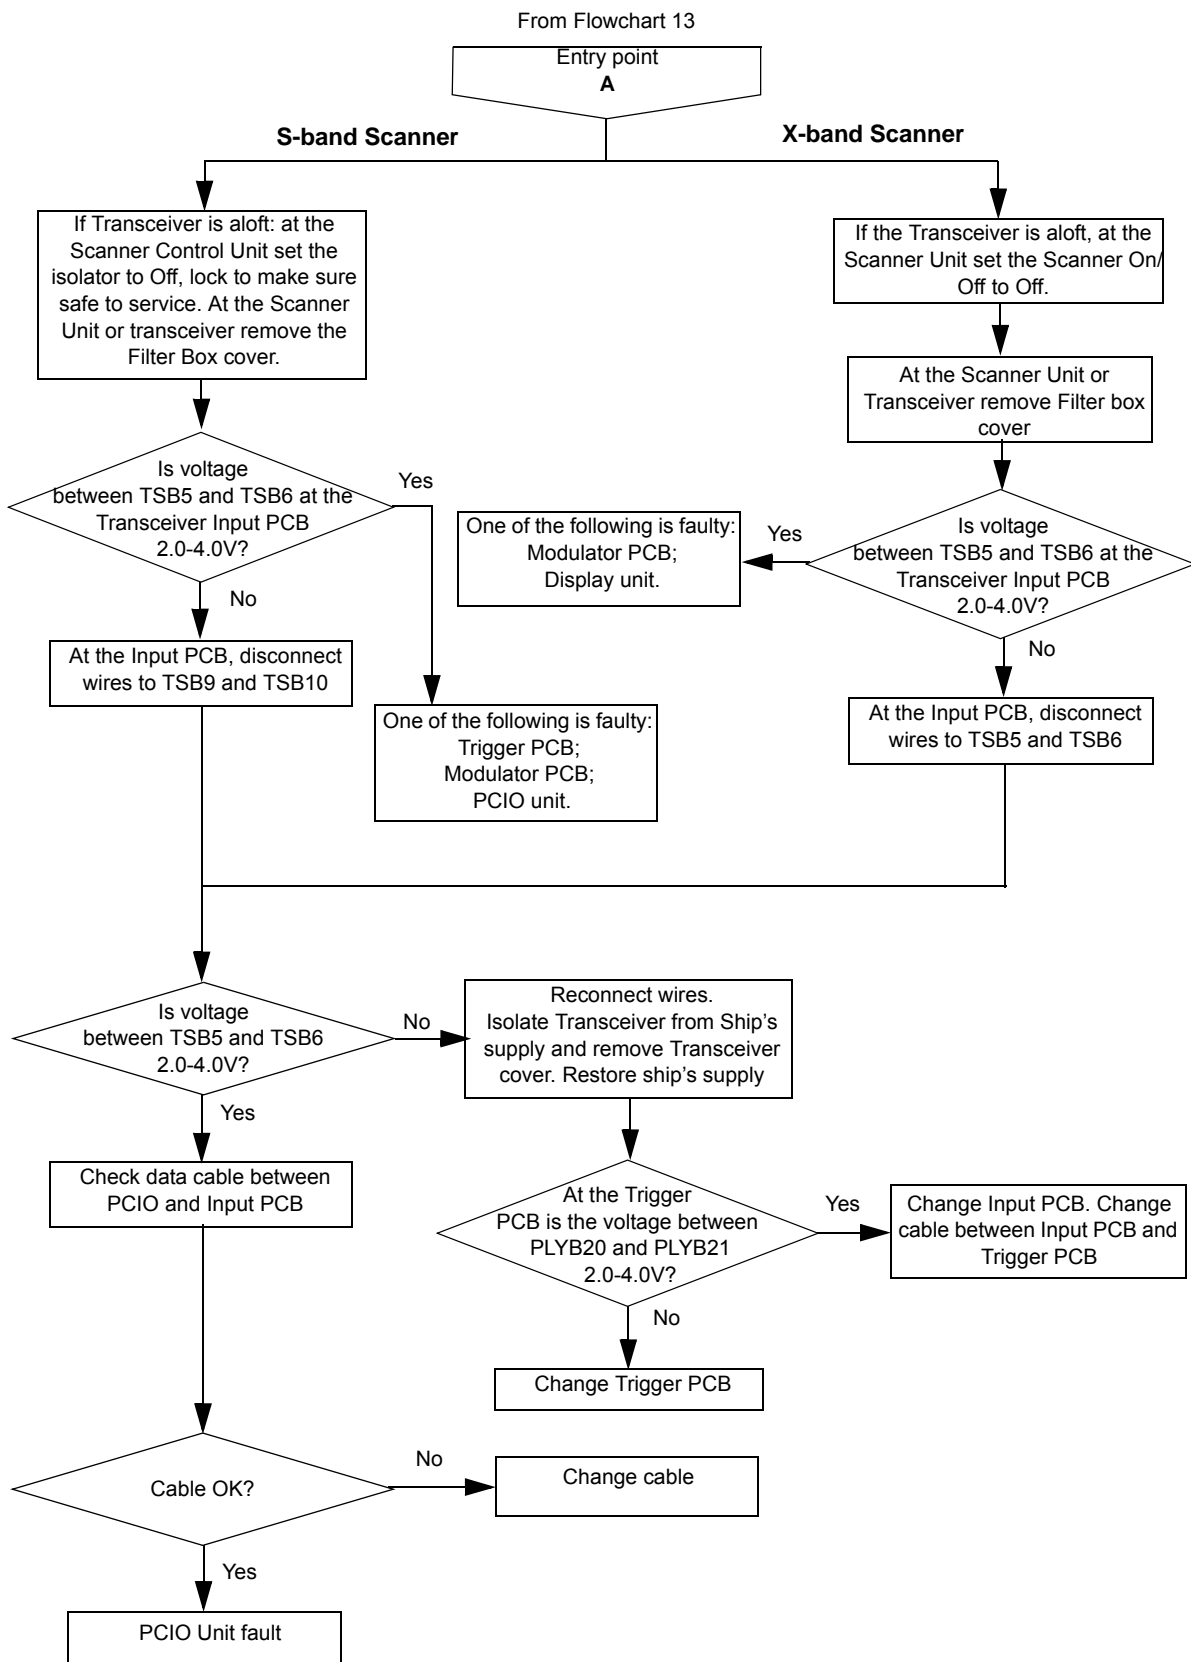 From Flowchart 13
Entry point
A
S-band Scanner
X-band Scanner
If Transceiver is aloft: at the
Scanner Control Unit set the
isolator to Off, lock to make sure
safe to service. At the Scanner
Unit or transceiver remove the
Filter Box cover.
If the Transceiver is aloft, at the
Scanner Unit set the Scanner On/
Off to Off.
At the Scanner Unit or
Transceiver remove Filter box
cover
Is voltage
between TSB5 and TSB6 at the
Transceiver Input PCB
2.0-4.0V?
Yes
No
One of the following is faulty:
Modulator PCB;
Display unit.
Yes
Is voltage
between TSB5 and TSB6 at the
Transceiver Input PCB
2.0-4.0V?
No
At the Input PCB, disconnect
wires to TSB9 and TSB10
One of the following is faulty:
Trigger PCB;
Modulator PCB;
PCIO unit.
At the Input PCB, disconnect
wires to TSB5 and TSB6
Is voltage
between TSB5 and TSB6
2.0-4.0V?
No
Yes
Reconnect wires.
Isolate Transceiver from Ship's
supply and remove Transceiver
cover. Restore ship's supply
Check data cable between
PCIO and Input PCB
At the Trigger
PCB is the voltage between
PLYB20 and PLYB21
2.0-4.0V?
Yes
No
Change Input PCB. Change
cable between Input PCB and
Trigger PCB
Change Trigger PCB
Cable OK?
No
Change cable
Yes
PCIO Unit fault